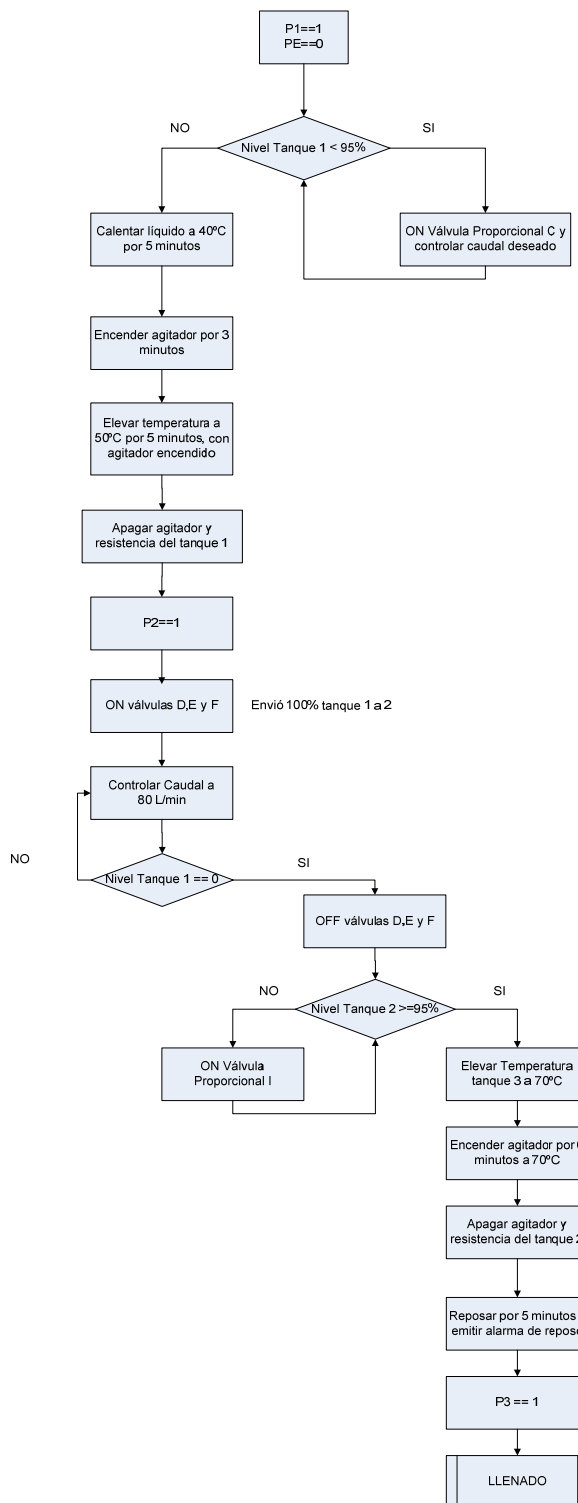 P1==1
PE==0
NO
SI
Nivel Tanque 1 < 95%
Calentar líquido a 40ºC
por 5 minutos
ON Válvula Proporcional C y
controlar caudal deseado
Encender agitador por 3
minutos
Elevar temperatura a
50ºC por 5 minutos, con
agitador encendido
Apagar agitador y
resistencia del tanque 1
P2==1
ON válvulas D,E y F
Envió 100% tanque 1 a 2
Controlar Caudal a
80 L/min
NO
SI
Nivel Tanque 1 == 0
OFF válvulas D,E y F
NO
SI
Nivel Tanque 2 >=95%
ON Válvula
Proporcional I
Elevar Temperatura
tanque 3 a 70ºC
Encender agitador por
minutos a 70ºC
Apagar agitador y
resistencia del tanque
Reposar por 5 minutos
emitir alarma de reposo
P3 == 1
LLENADO